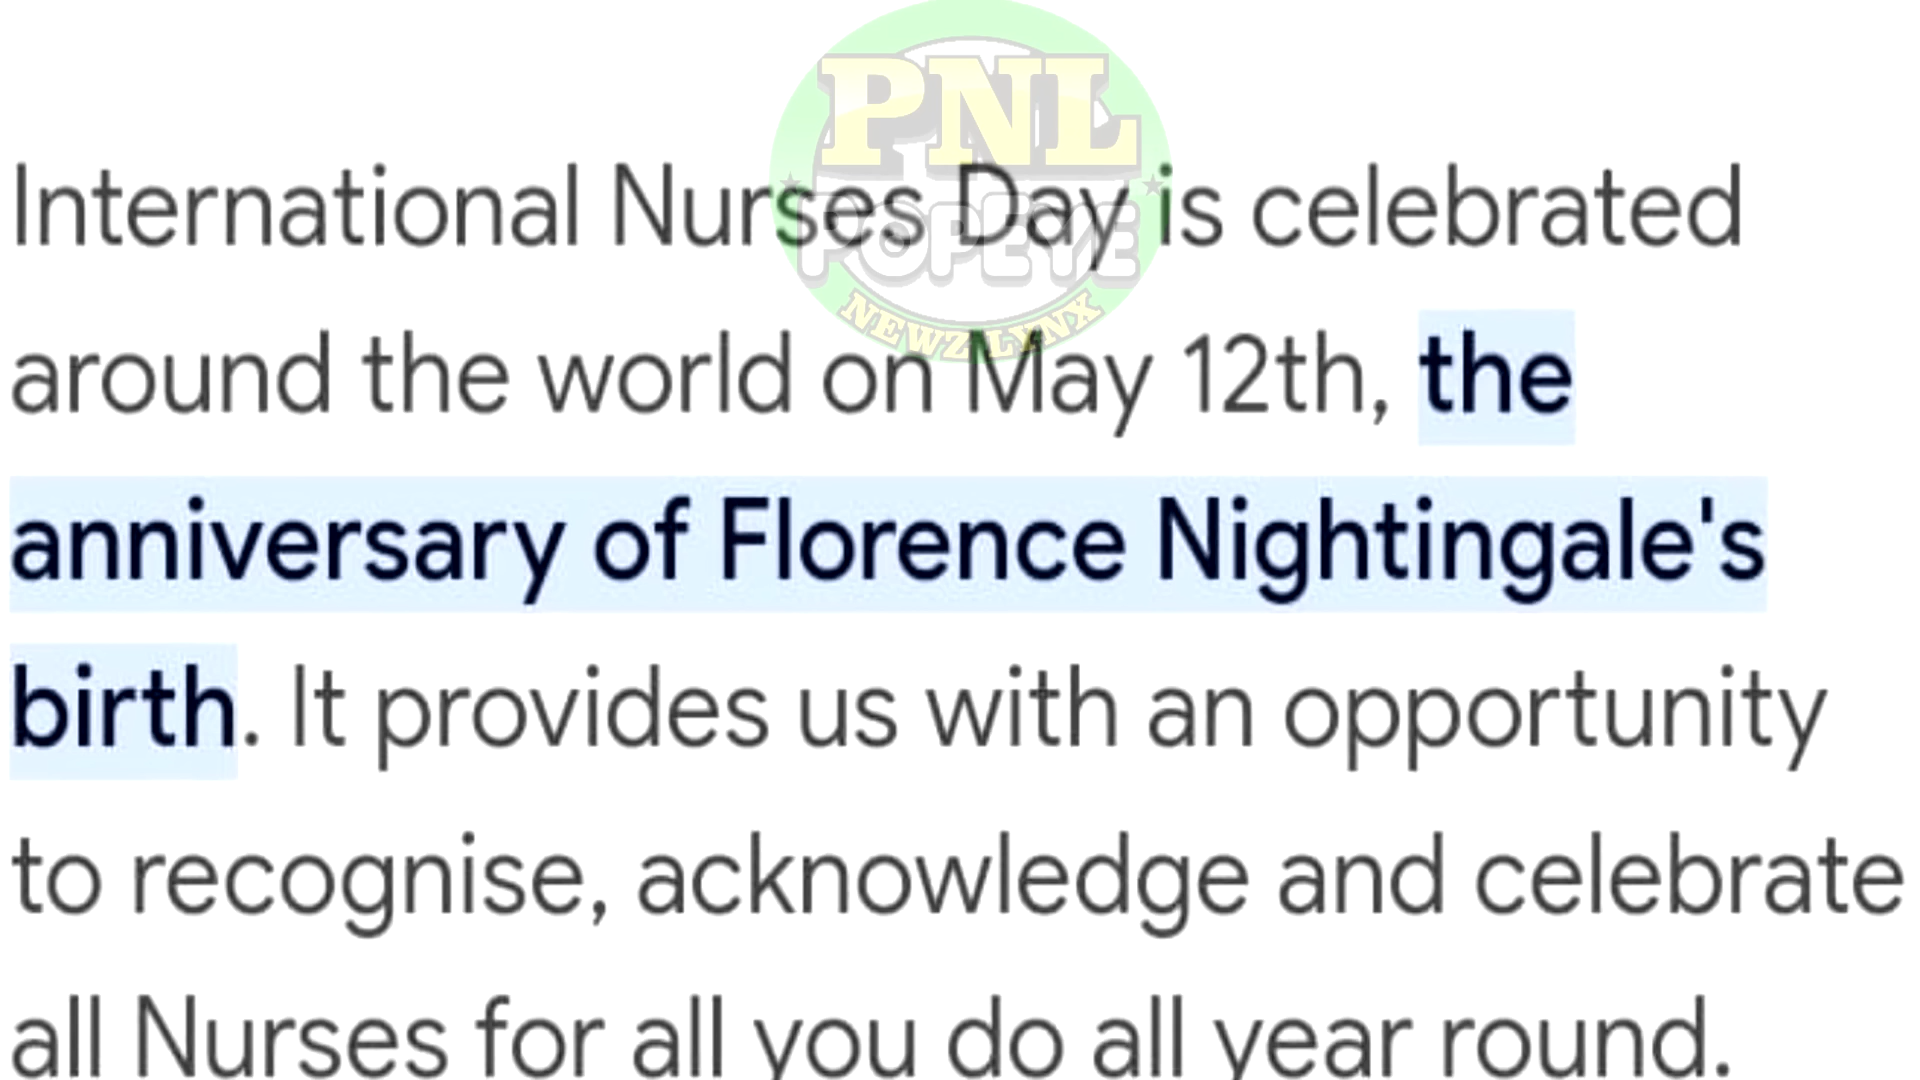 PNL
International Nurses Day is celebrated
POPEYE
NEWZ LYNX
around the world on May 12th, the
anniversary of Florence Nightingale's
birth. It provides us with an opportunity
to recognise, acknowledge and celebrate
all Nurses for all you do all year round.